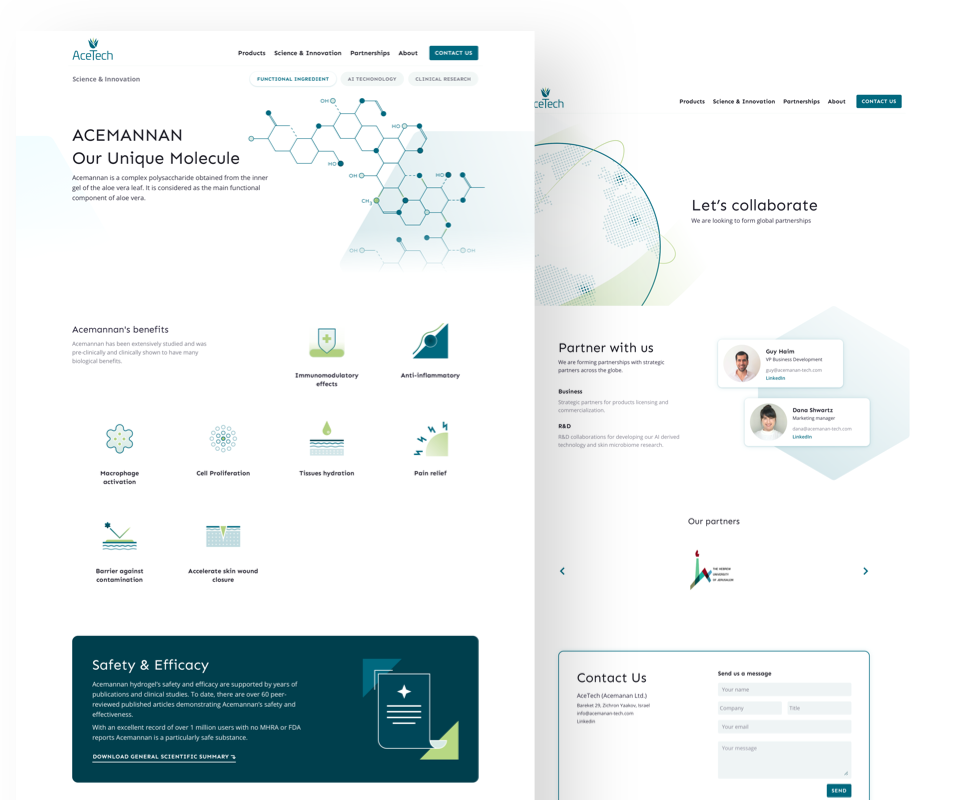 AceTech
Products
Science & Innovation
Partnerships
About
CONTACT US
Science & Innovation
FUNCTIONAL INGREDIENT
AI TECHONOLOGY
CLINICAL RESEARCH
ACEMANNAN
Our Unique Molecule
Acemannan is a complex polysaccharide obtained from the inner
gel of the aloe vera leaf. It is considered as the main functional
component of aloe vera.
OH
HO
HO
OH
HO
CH3
OH
OH
Acemannan's benefits
Acemannan has been extensively studied and was
pre-clinically and clinically shown to have many
biological benefits.
Immunomodulatory
effects
Anti-inflammatory
Macrophage
activation
Cell Proliferation
Tissues hydration
Pain relief
Barrier against
contamination
Accelerate skin wound
closure
Safety & Efficacy
Acemannan hydrogel's safety and efficacy are supported by years of
publications and clinical studies. To date, there are over 60 peer-
reviewed published articles demonstrating Acemannan's safety and
effectiveness.
With an excellent record of over 1 million users with no MHRA or FDA
reports Acemannan is a particularly safe substance.
DOWNLOAD GENERAL SCIENTIFIC SUMMARY
ceTech
Products
Science & Innovation
Partnerships
About
CONTACT US
Let's collaborate
We are looking to form global partnerships
Partner with us
We are forming partnerships with strategic
partners across the globe.
Business
Strategic partners for products licensing and
commercialization.
R&D
R&D collaborations for developing our AI derived
technology and skin microbiome research.
Guy Haim
VP Business Development
guy@acemanan-tech.com
LinkedIn
Dana Shwartz
Marketing manager
dana@acemanan-tech.com
LinkedIn
Our partners
THE HEBREW
UNIVERSITY
OF JERUSALEM
Contact Us
AceTech (Acemanan Ltd.)
Bareket 29, Zichron Yaakov, Israel
info@acemanan-tech.com
Linkedin
Send us a message
Your name
Company
Title
Your email
Your message
SEND